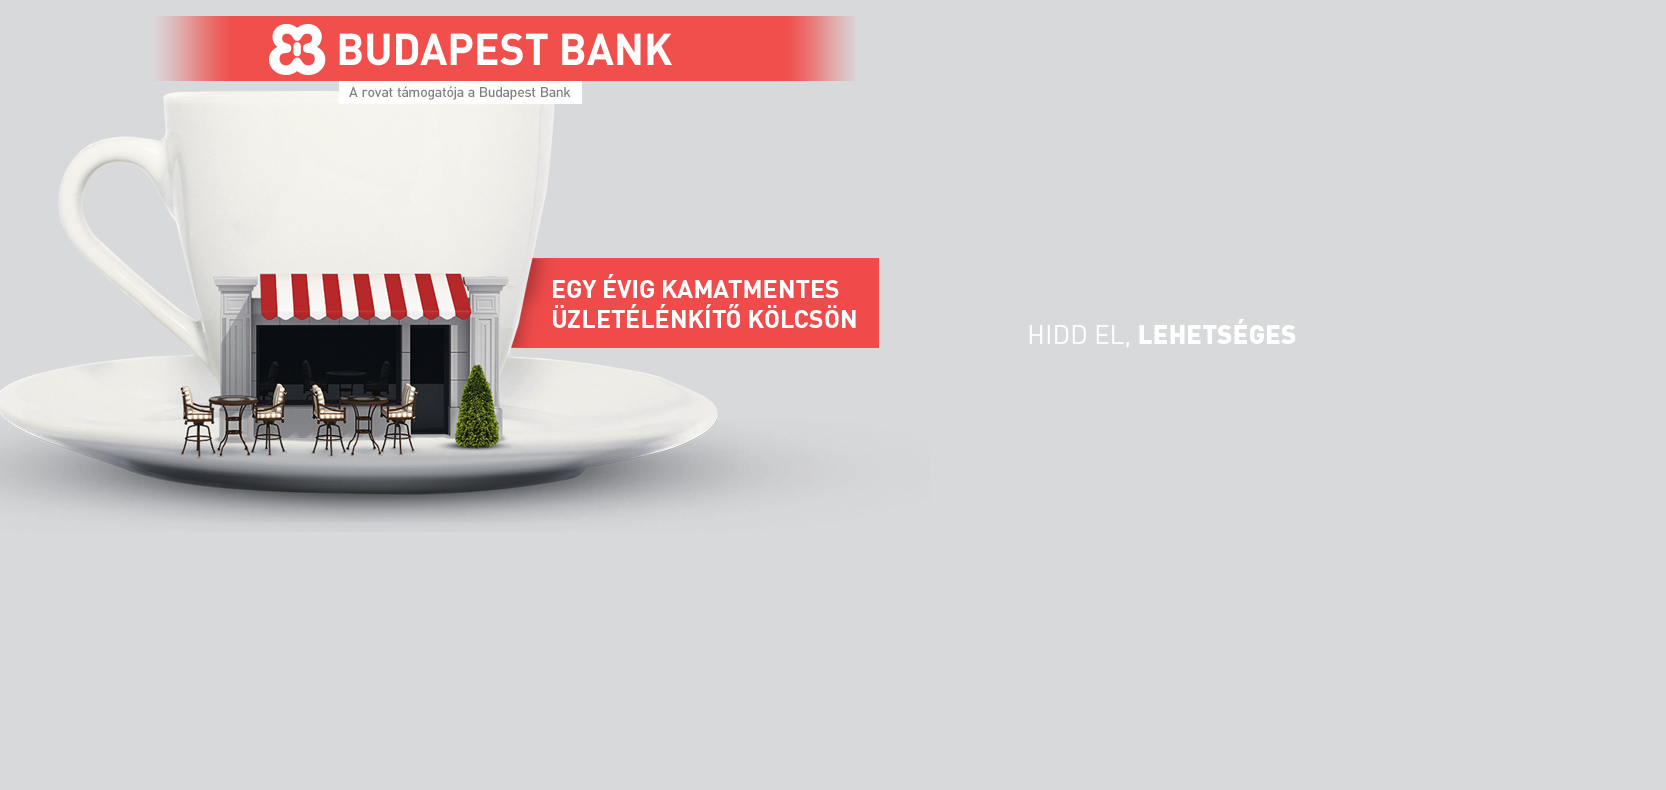 BUDAPEST BANK
A rovat támogatója a Budapest Bank
EGY ÉVIG KAMATMENTES
ÜZLETÉLÉNKÍTŐ KÖLCSÖN
HIDD EL, LEHETSÉGES